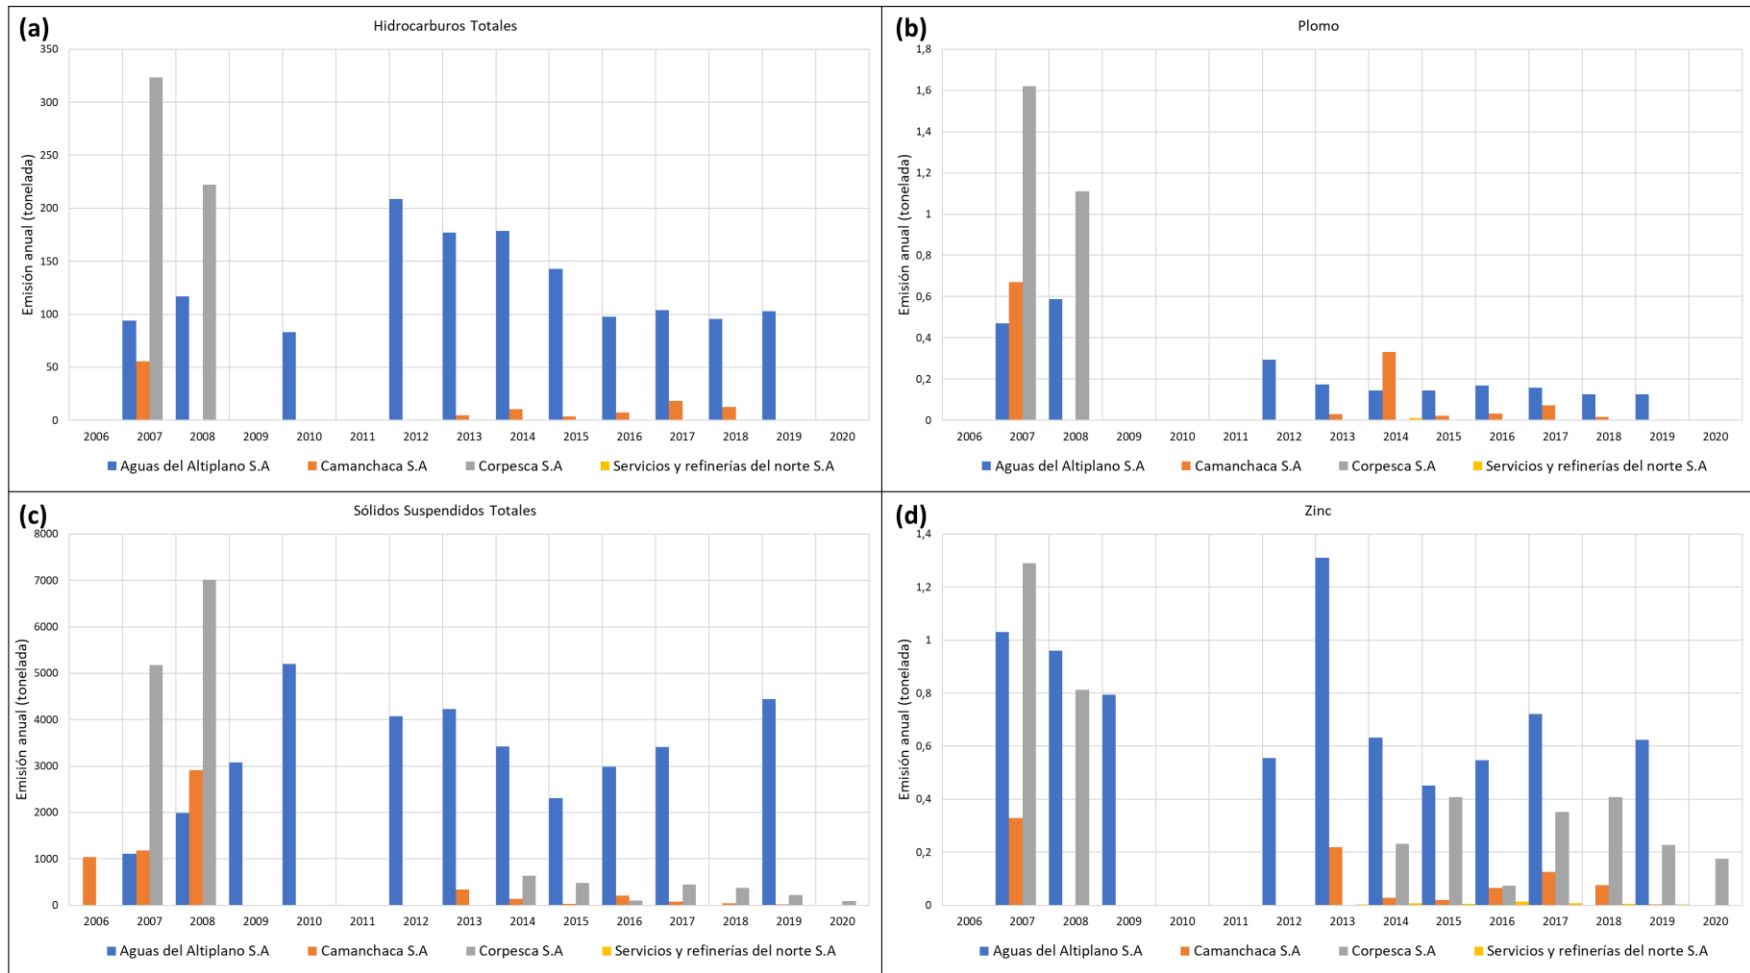 (a)
Hidrocarburos Totales
Emisión anual (tonelada)
350
300
250
200
150
100
50
0
2006 2007 2008 2009 2010 2011 2012 2013 2014 2015 2016 2017 2018 2019 2020
Aguas del Altiplano S.A Camanchaca S.A Corpesca S.A Servicios y refinerías del norte S.A
(b)
Plomo
Emisión anual (tonelada)
1,8
1,6
1,4
1,2
1
0,8
0,6
0,4
0,2
0
2006 2007 2008 2009 2010 2011 2012 2013 2014 2015 2016 2017 2018 2019 2020
Aguas del Altiplano S.A Camanchaca S.A Corpesca S.A Servicios y refinerías del norte S.A
(c)
Sólidos Suspendidos Totales
Emisión anual (tonelada)
8000
7000
6000
5000
4000
3000
2000
1000
0
2006 2007 2008 2009 2010 2011 2012 2013 2014 2015 2016 2017 2018 2019 2020
Aguas del Altiplano S.A Camanchaca S.A Corpesca S.A Servicios y refinerías del norte S.A
(d)
Zinc
Emisión anual (tonelada)
1,4
1,2
1
0,8
0,6
0,4
0,2
0
2006 2007 2008 2009 2010 2011 2012 2013 2014 2015 2016 2017 2018 2019 2020
Aguas del Altiplano S.A Camanchaca S.A Corpesca S.A Servicios y refinerías del norte S.A